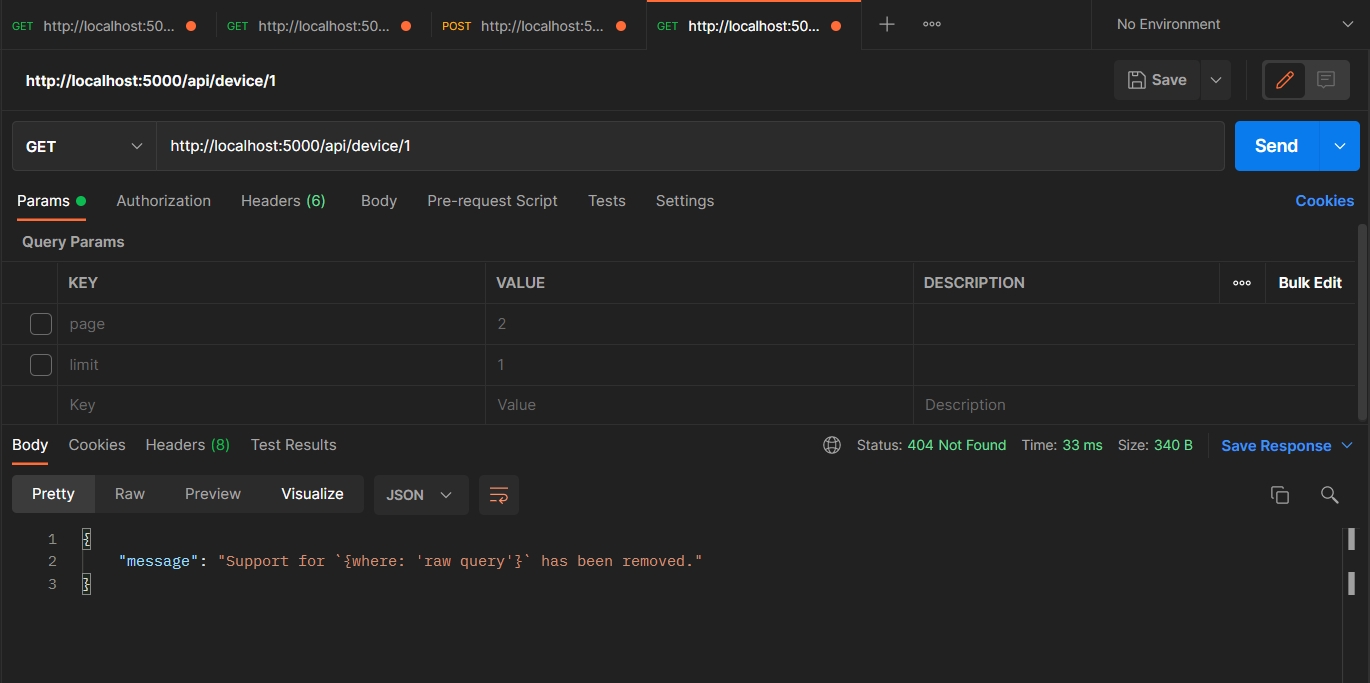 GET http://localhost:50... GET http://localhost:50... POST http://localhost:5... GET http://localhost:50... No Environment
http://localhost:5000/api/device/1 Save
GET http://localhost:5000/api/device/1 Send
Params Authorization Headers (6) Body Pre-request Script Tests Settings Cookies
Query Params
KEY VALUE DESCRIPTION Bulk Edit
page 2
limit 1
Key Value Description
Body Cookies Headers (8) Test Results Status: 404 Not Found Time: 33 ms Size: 340 B Save Response
Pretty Raw Preview Visualize JSON
1 {
2 "message": "Support for `{where: 'raw query'}` has been removed."
3 }